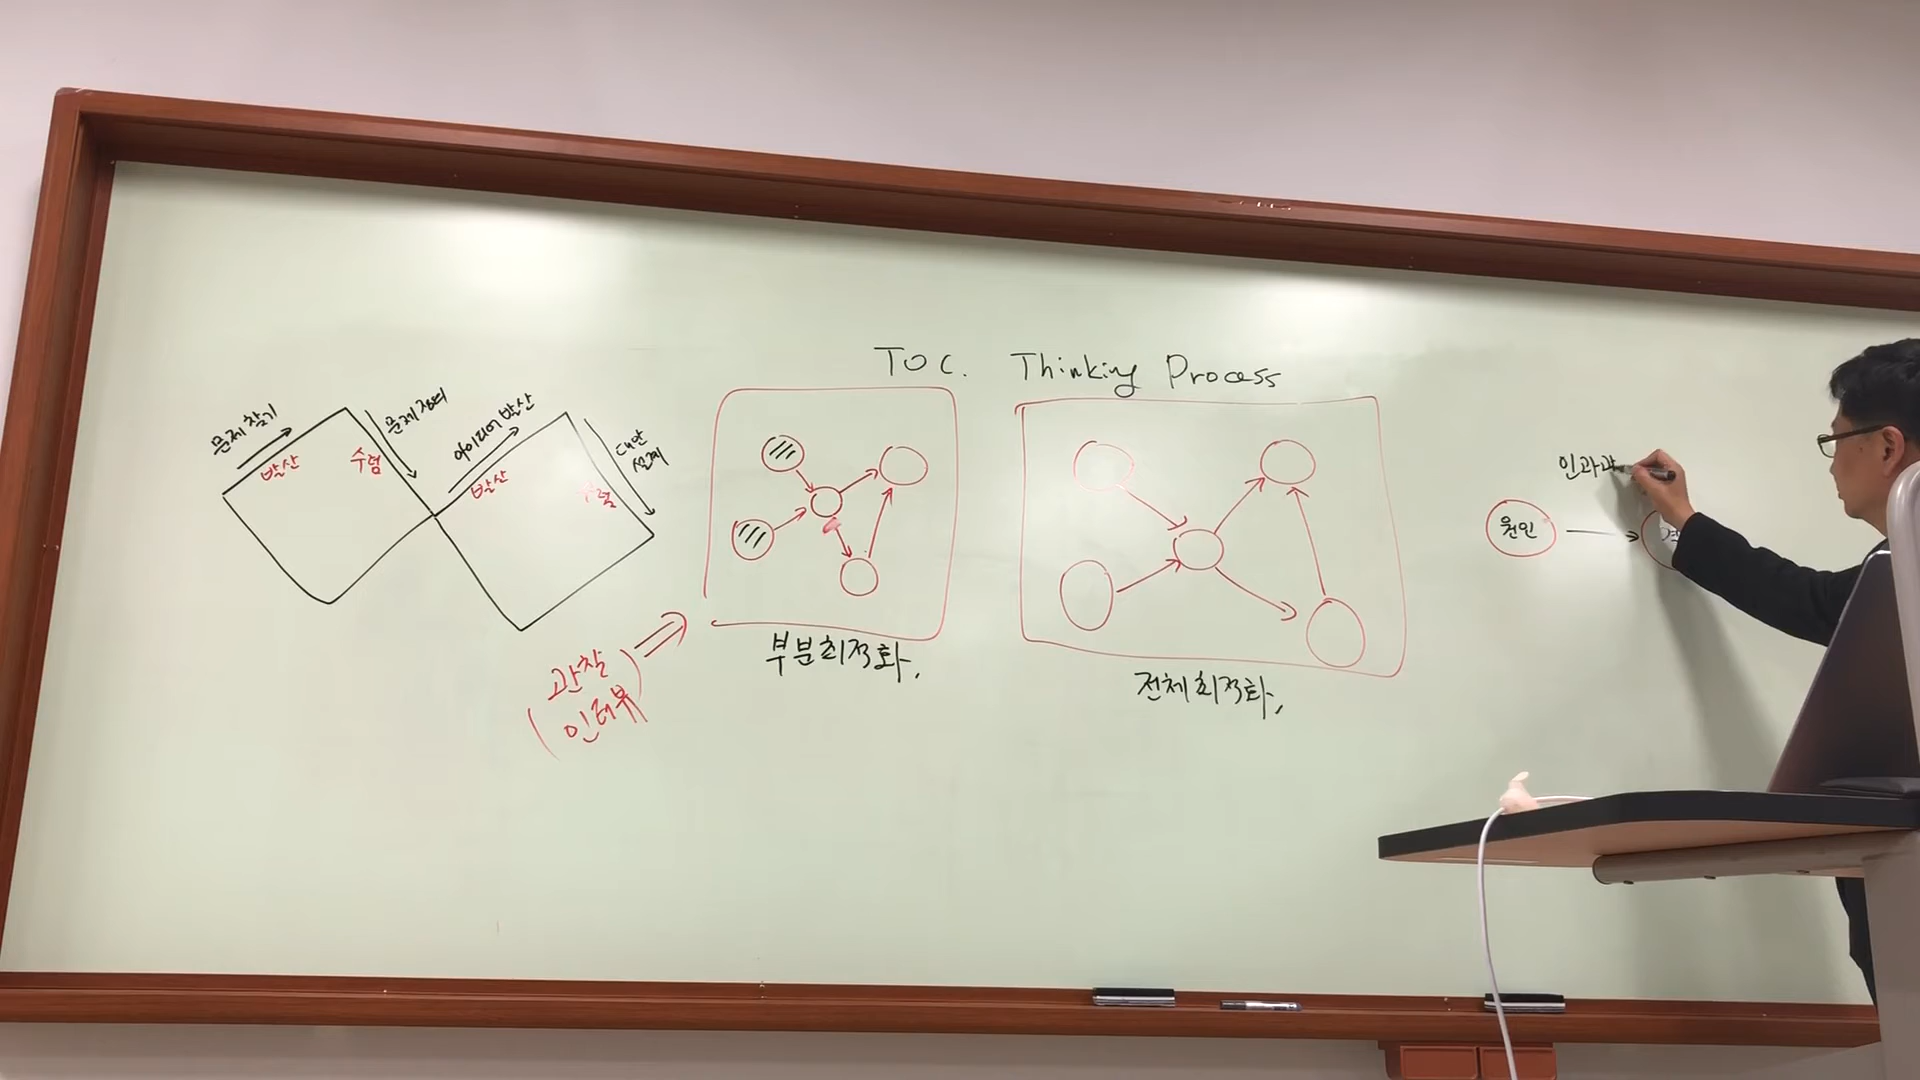 TOC. Thinking Process
문제 찾기
발산
문제정의
수렴
아이디어 발산
발산
대안
설계
수렴
관찰
인터뷰
부분최적화.
전체최적화.
인과관
원인